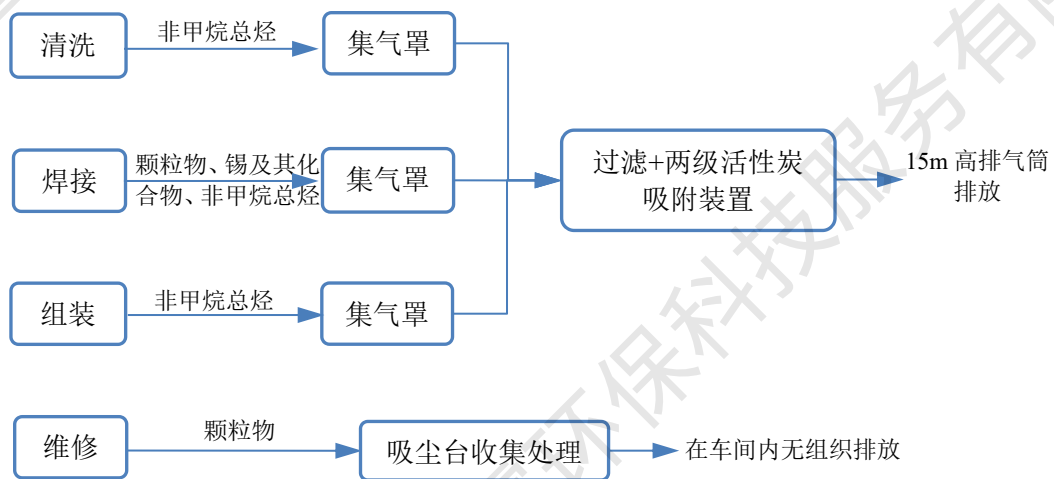 清洗
非甲烷总烃
集气罩
焊接
颗粒物、锡及其化
合物、非甲烷总烃
集气罩
过滤+两级活性炭
吸附装置
15m 高排气筒
排放
组装
非甲烷总烃
集气罩
维修
颗粒物
吸尘台收集处理
在车间内无组织排放
环保科技服务有